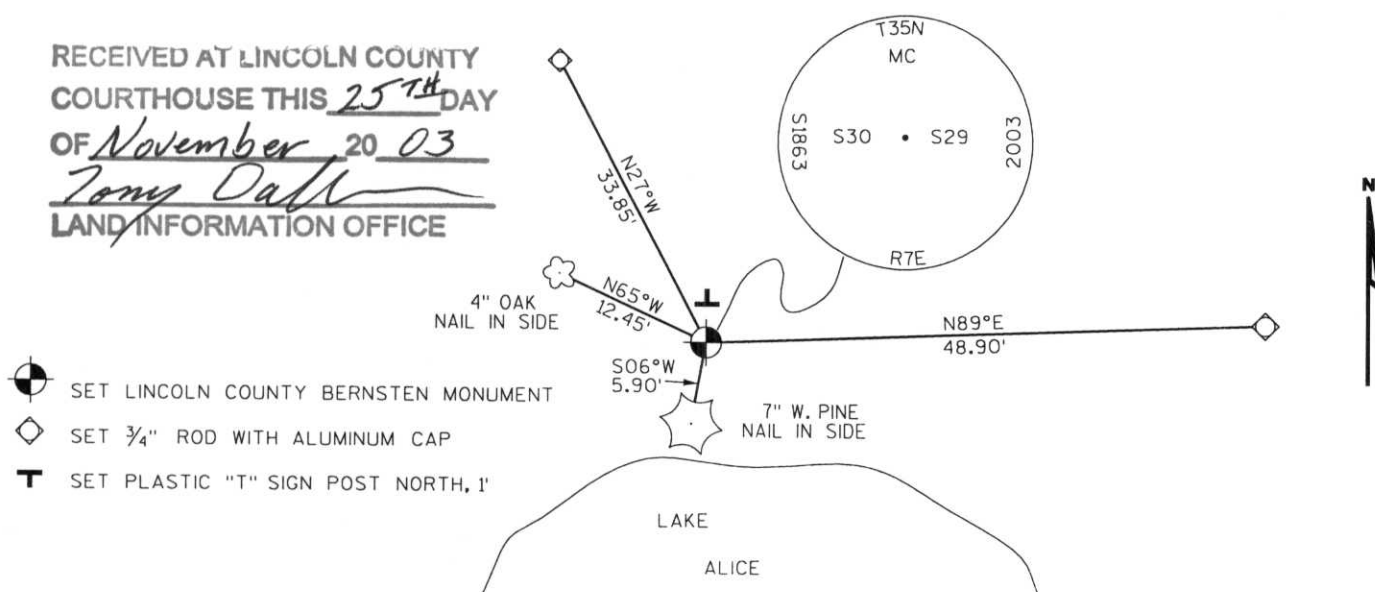 RECEIVED AT LINCOLN COUNTY
COURTHOUSE THIS 25TH DAY
OF November 20 03
Tony Dall
LAND INFORMATION OFFICE
T35N
MC
S1863
S30
S29
2003
R7E
N
N27°W
33.85'
N65°W
12.45'
4" OAK
NAIL IN SIDE
N89°E
48.90'
S06°W
5.90'
7" W. PINE
NAIL IN SIDE
SET LINCOLN COUNTY BERNSTEN MONUMENT
SET 3/4" ROD WITH ALUMINUM CAP
SET PLASTIC "T" SIGN POST NORTH, 1'
LAKE
ALICE